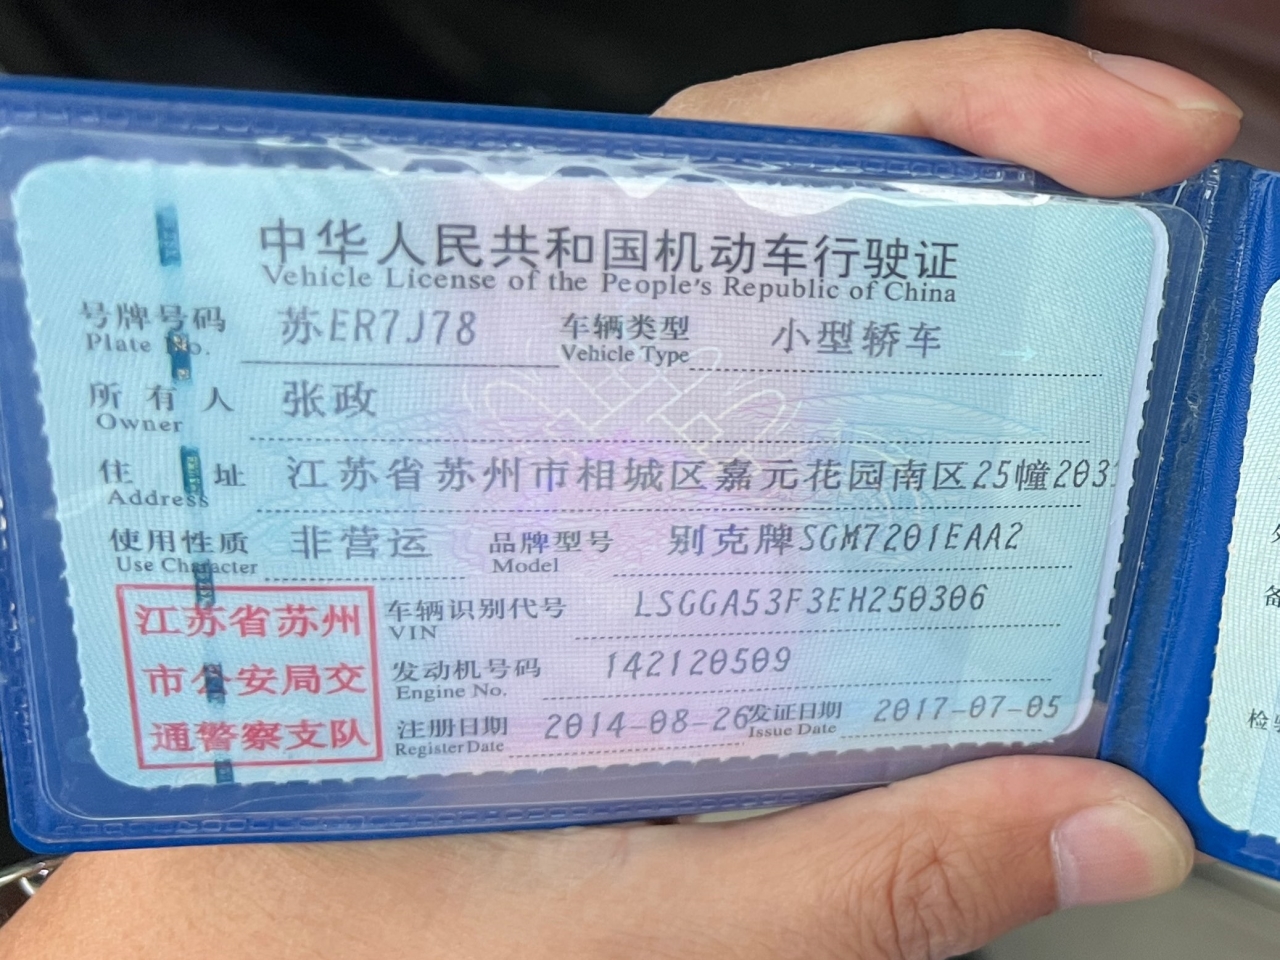 中华人民共和国机动车行驶证
Vehicle License of the People's Republic of China
号牌号码 苏ER7J78 车辆类型 小型轿车
Plate No. Vehicle Type
所有人 张政
Owner
住址 江苏省苏州市相城区嘉元花园南区25幢203
Address
使用性质 非营运 品牌型号 别克牌SGM7201EAA2
Use Character Model
车辆识别代号 LSGGA53F3EH250306
VIN
发动机号码 142120509
Engine No.
注册日期 2014-08-26 发证日期 2017-07-05
Register Date Issue Date
江苏省苏州
市公安局交
通警察支队
备
检验